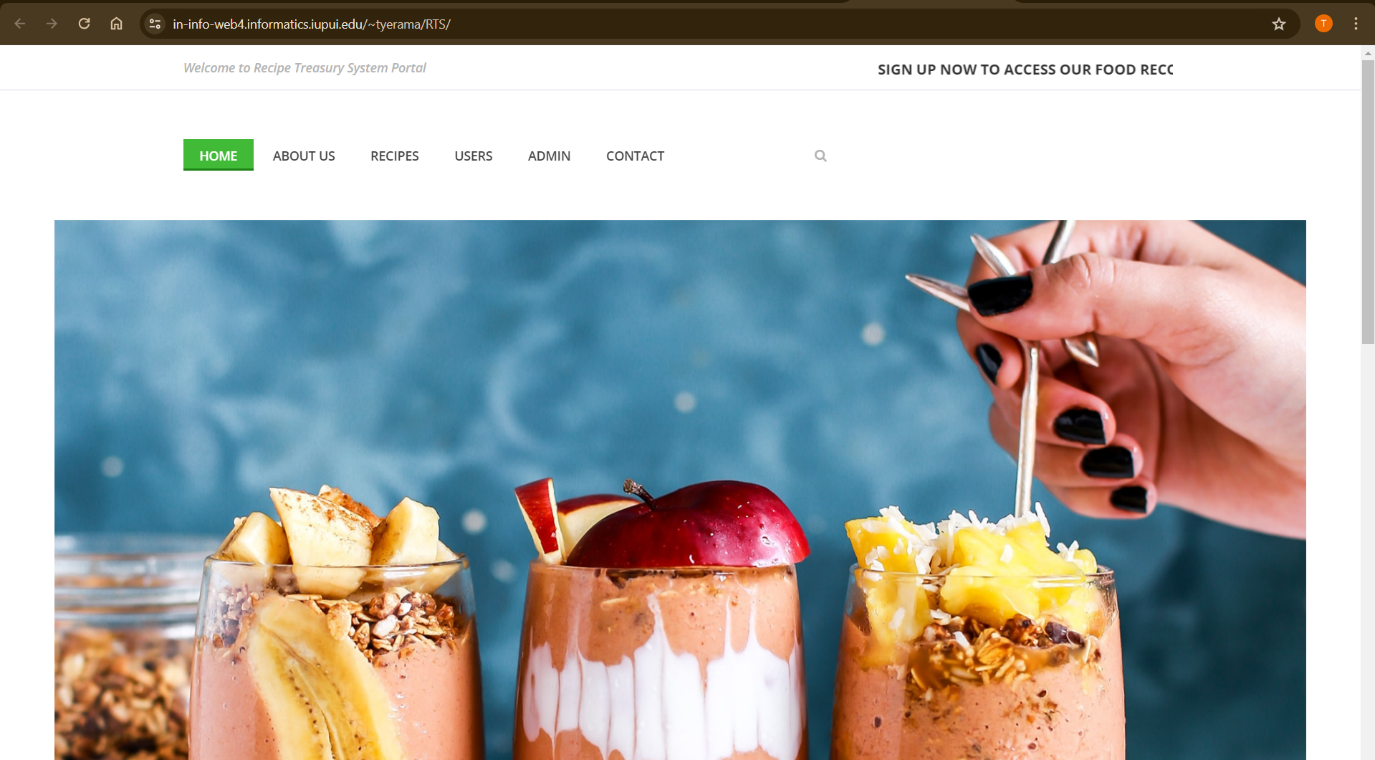 in-info-web4.informatics.iupui.edu/~tyerama/RTS/
T
Welcome to Recipe Treasury System Portal
SIGN UP NOW TO ACCESS OUR FOOD
HOME ABOUT US RECIPES USERS ADMIN CONTACT